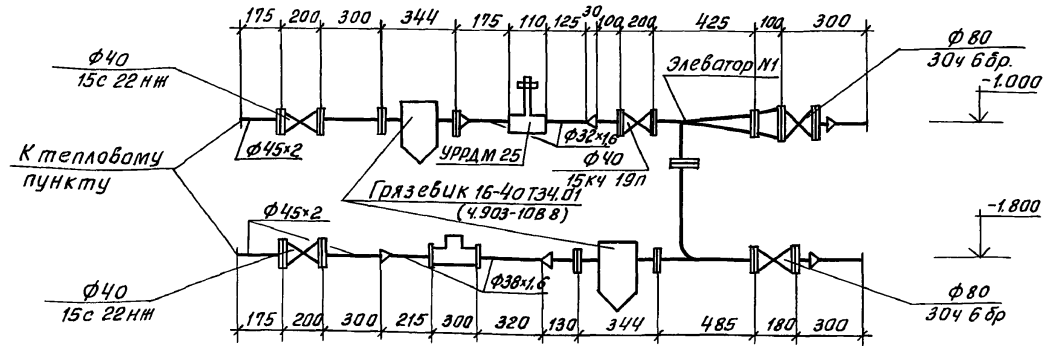 175 200 300 344 175 110 125 30 100 200 425 100 300
Ф40
15с 22нж
Элеватор N1
Ф80
30ч 6бр.
-1.000
Ф45×2
УРРДМ 25
Ф32×1,6
Ф40
15кч 19п
К тепловому
пункту
Грязевик 16-40 ТЗ4.01
(4.903-10В8)
Ф45×2
-1.800
Ф38×1,6
Ф40
15с 22нж
Ф80
30ч 6бр
175 200 300 215 300 320 130 344 485 180 300